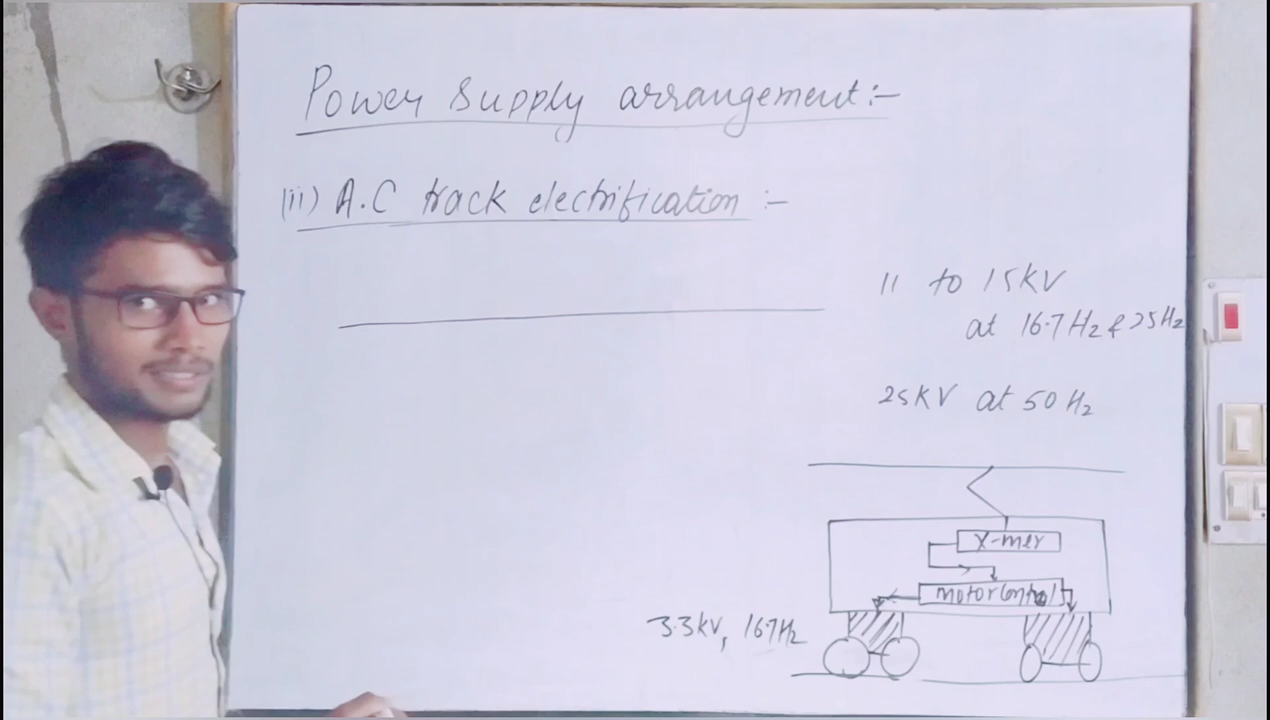 Power supply arrangement:-
(ii) A.C track electrification :-
11 to 15KV
at 16.7 Hz & 25Hz
25KV at 50 Hz
X-mer
motor Control
3.3kV, 16.7Hz